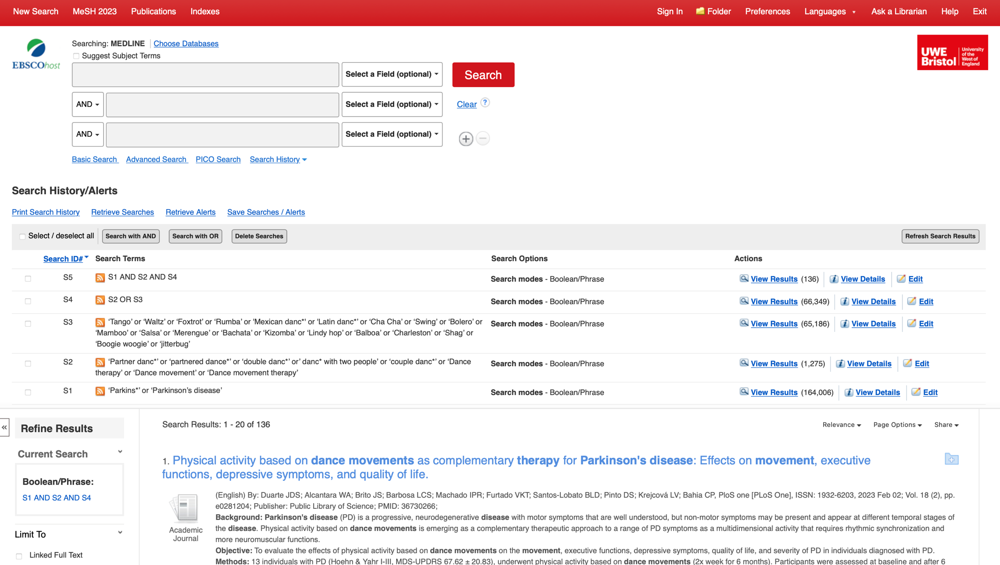 New Search MeSH 2023 Publications Indexes Sign In Folder Preferences Languages Ask a Librarian Help Exit
EBSCOhost
Searching: MEDLINE Choose Databases
Suggest Subject Terms
Select a Field (optional) Search
AND Select a Field (optional) Clear ?
AND Select a Field (optional)
UWE Bristol University of the West of England
Basic Search Advanced Search PICO Search Search History
Search History/Alerts
Print Search History Retrieve Searches Retrieve Alerts Save Searches / Alerts
Select / deselect all Search with AND Search with OR Delete Searches Refresh Search Results
Search ID# Search Terms Search Options Actions
S5 S1 AND S2 AND S4 Search modes - Boolean/Phrase View Results (136) View Details Edit
S4 S2 OR S3 Search modes - Boolean/Phrase View Results (66,349) View Details Edit
S3 ‘Tango’ or ‘Waltz’ or ‘Foxtrot’ or ‘Rumba’ or 'Mexican danc*' or 'Latin danc*’ or ‘Cha Cha’ or ‘Swing’ or ‘Bolero’ or Search modes - Boolean/Phrase View Results (65,186) View Details Edit
‘Mamboo’ or ‘Salsa’ or ‘Merengue’ or ‘Bachata’ or ‘Kizomba’ or ‘Lindy hop’ or ‘Balboa’ or ‘Charleston’ or ‘Shag’ or
‘Boogie woogie’ or ‘jitterbug’
S2 ‘Partner danc*’ or ‘partnered dance*’ or ‘double danc*’ or’ danc* with two people’ or ‘couple danc*’ or ‘Dance Search modes - Boolean/Phrase View Results (1,275) View Details Edit
therapy’ or ‘Dance movement’ or ‘Dance movement therapy’
S1 ‘Parkins*’ or ‘Parkinson’s disease’ Search modes - Boolean/Phrase View Results (164,006) View Details Edit
« Refine Results
Current Search
Boolean/Phrase:
S1 AND S2 AND S4
Limit To
Linked Full Text
Search Results: 1 - 20 of 136 Relevance Page Options Share
1. Physical activity based on dance movements as complementary therapy for Parkinson's disease: Effects on movement, executive
functions, depressive symptoms, and quality of life.
Academic
Journal
(English) By: Duarte JDS; Alcantara WA; Brito JS; Barbosa LCS; Machado IPR; Furtado VKT; Santos-Lobato BLD; Pinto DS; Krejcová LV; Bahia CP, PloS one [PLoS One], ISSN: 1932-6203, 2023 Feb 02; Vol. 18 (2), pp.
e0281204; Publisher: Public Library of Science; PMID: 36730266;
Background: Parkinson's disease (PD) is a progressive, neurodegenerative disease with motor symptoms that are well understood, but non-motor symptoms may be present and appear at different temporal stages of
the disease. Physical activity based on dance movements is emerging as a complementary therapeutic approach to a range of PD symptoms as a multidimensional activity that requires rhythmic synchronization and
more neuromuscular functions.
Objective: To evaluate the effects of physical activity based on dance movements on the movement, executive functions, depressive symptoms, quality of life, and severity of PD in individuals diagnosed with PD.
Methods: 13 individuals with PD (Hoehn & Yahr I-III, MDS-UPDRS 67.62 ± 20.83), underwent physical activity based on dance movements (2x week for 6 months). Participants were assessed at baseline and after 6